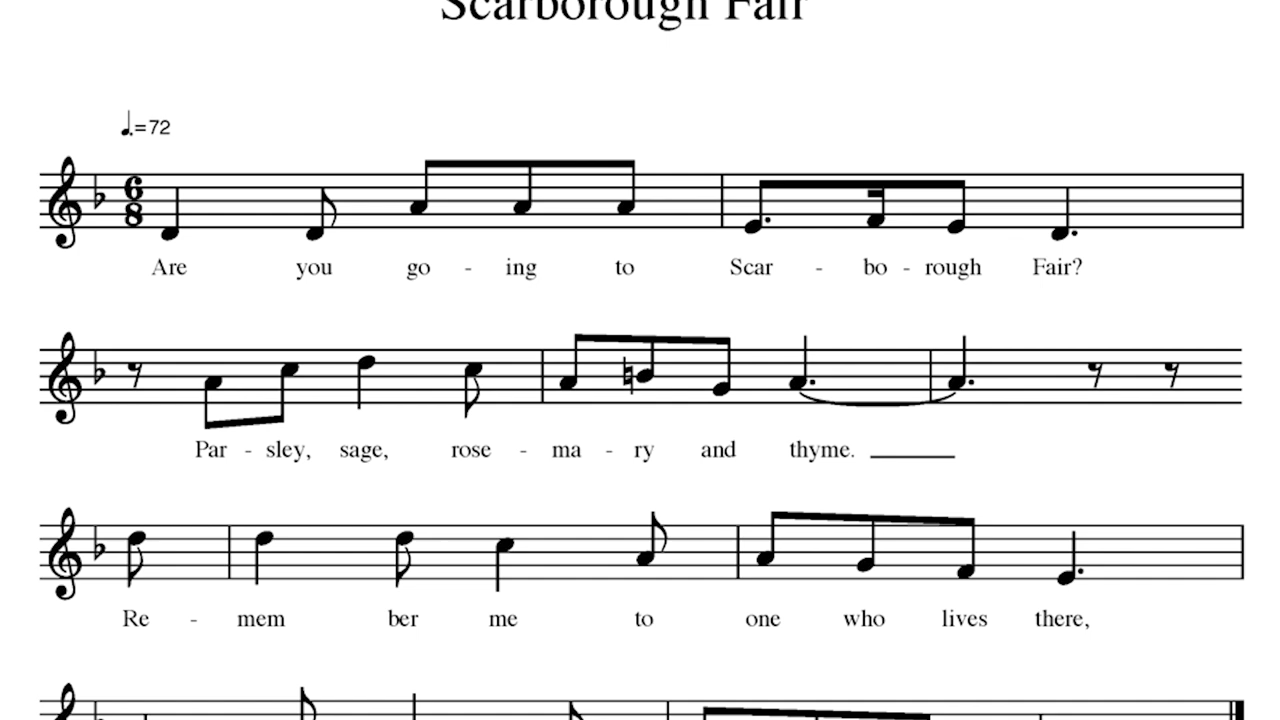 Scarborough Fair
♩.=72
6
8
Are you go - ing to Scar - bo - rough Fair?
Par - sley, sage, rose - ma - ry and thyme.
Re - mem ber me to one who lives there,